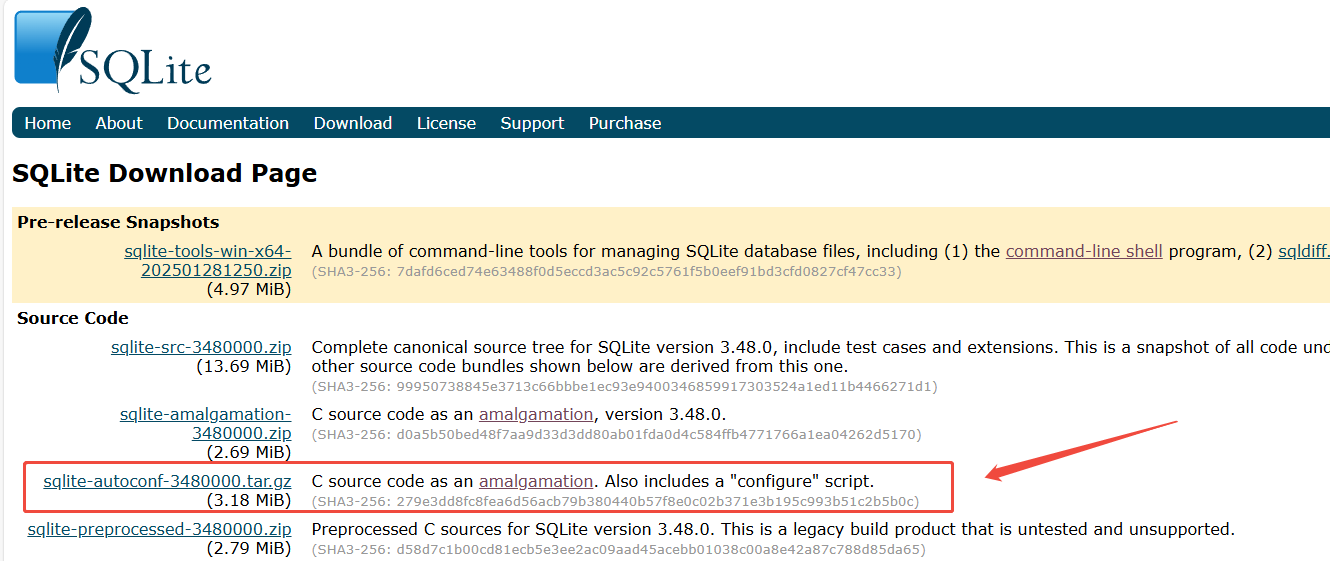 SQLite
Home About Documentation Download License Support Purchase
SQLite Download Page
Pre-release Snapshots
sqlite-tools-win-x64-
202501281250.zip
(4.97 MiB)
A bundle of command-line tools for managing SQLite database files, including (1) the command-line shell program, (2) sqldiff.
(SHA3-256: 7dafd6ced74e63488f0d5eccd3ac5c92c5761f5b0eef91bd3cfd0827cf47cc33)
Source Code
sqlite-src-3480000.zip
(13.69 MiB)
Complete canonical source tree for SQLite version 3.48.0, include test cases and extensions. This is a snapshot of all code und
other source code bundles shown below are derived from this one.
(SHA3-256: 99950738845e3713c66bbbe1ec93e9400346859917303524a1ed11b4466271d1)
sqlite-amalgamation-
3480000.zip
(2.69 MiB)
C source code as an amalgamation, version 3.48.0.
(SHA3-256: d0a5b50bed48f7aa9d33d3dd80ab01fda0d4c584ffb4771766a1ea04262d5170)
sqlite-autoconf-3480000.tar.gz
(3.18 MiB)
C source code as an amalgamation. Also includes a "configure" script.
(SHA3-256: 279e3dd8fc8fea6d56acb79b380440b57f8e0c02b371e3b195c993b51c2b5b0c)
sqlite-preprocessed-3480000.zip
(2.79 MiB)
Preprocessed C sources for SQLite version 3.48.0. This is a legacy build product that is untested and unsupported.
(SHA3-256: d58d7c1b00cd81ecb5e3ee2ac09aad45acebb01038c00a8e42a87c788d85da65)